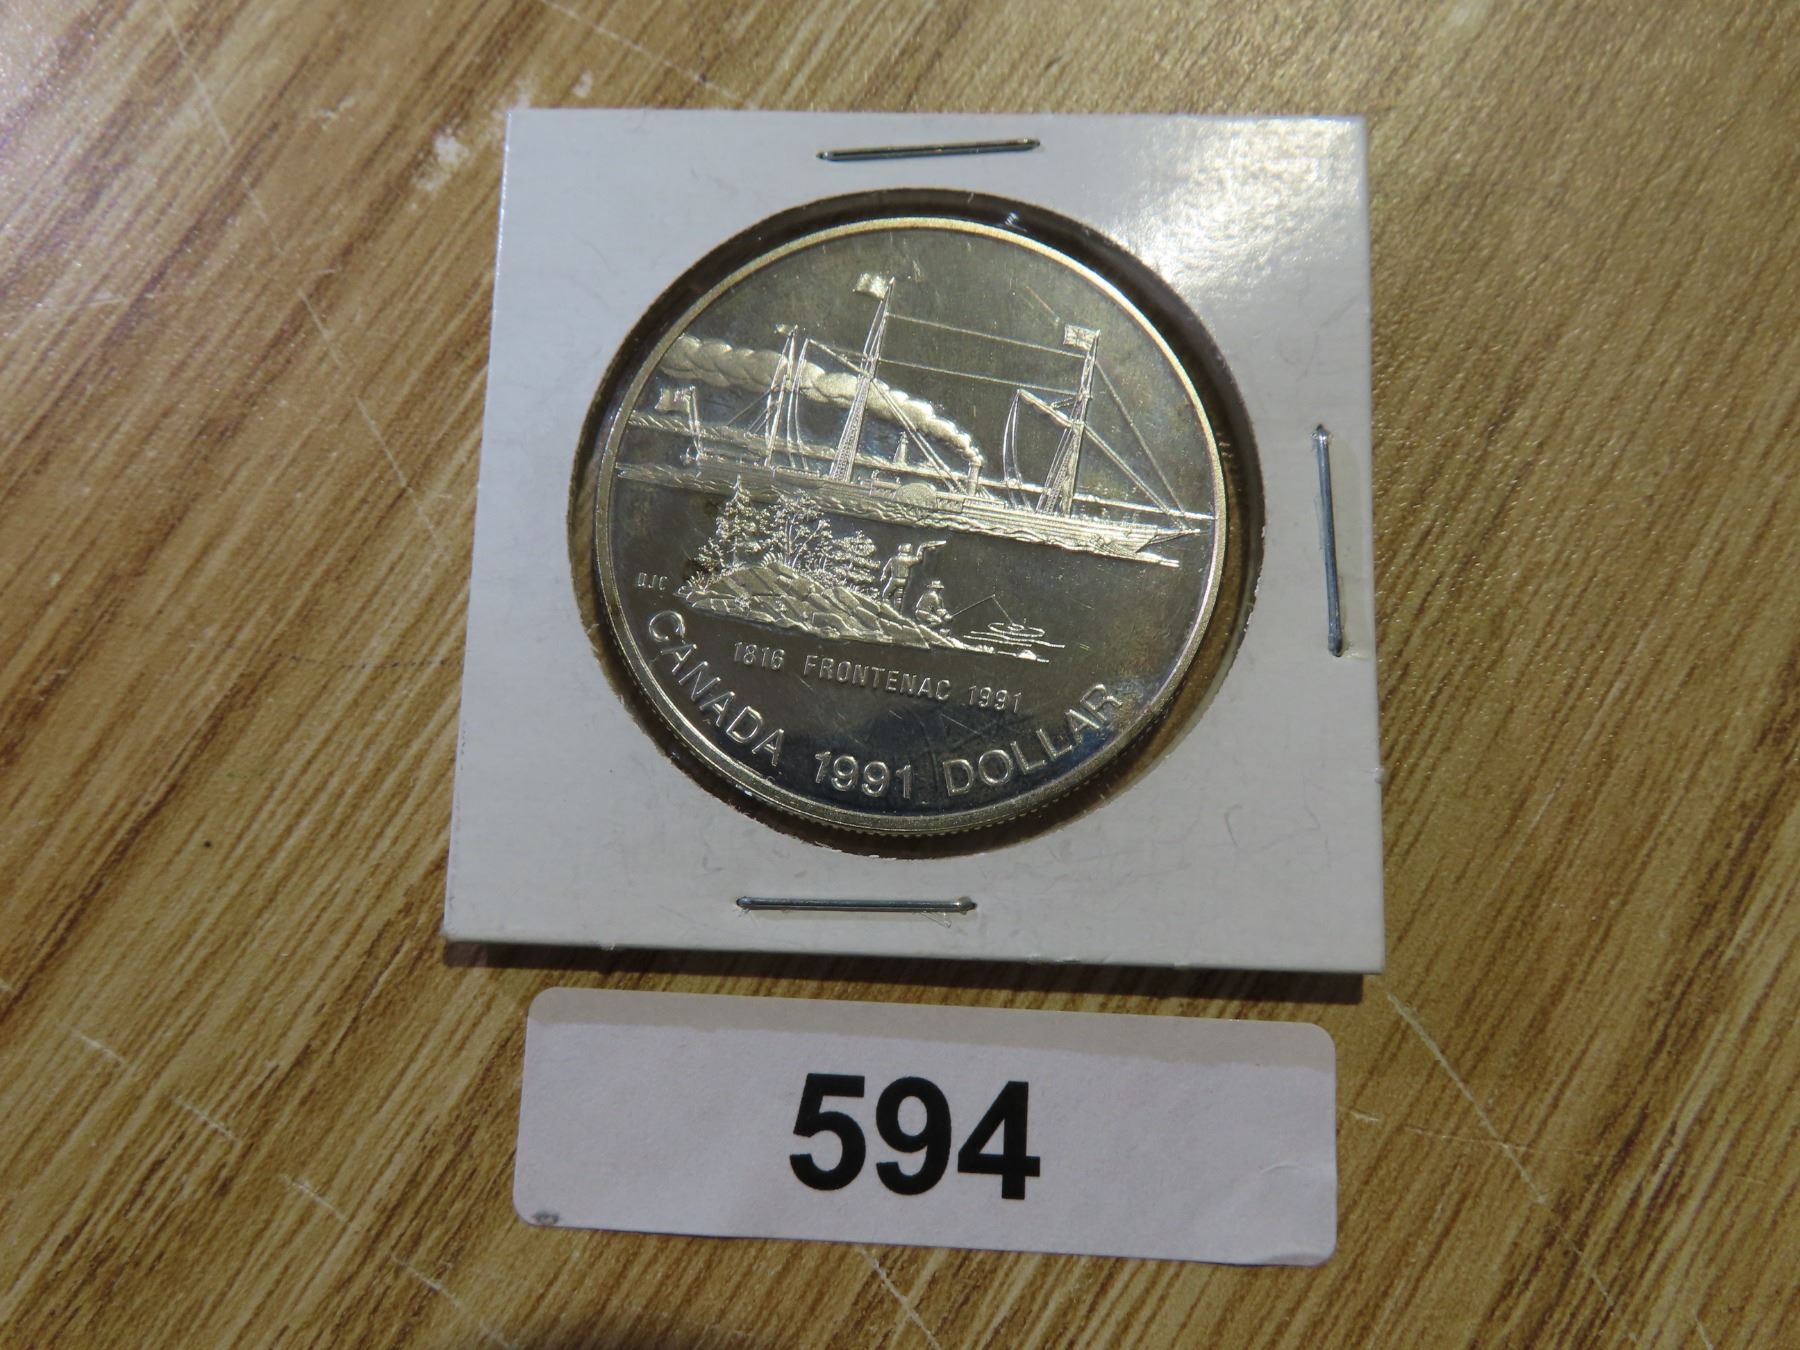 DJC
1816 FRONTENAC 1991
CANADA 1991 DOLLAR
594